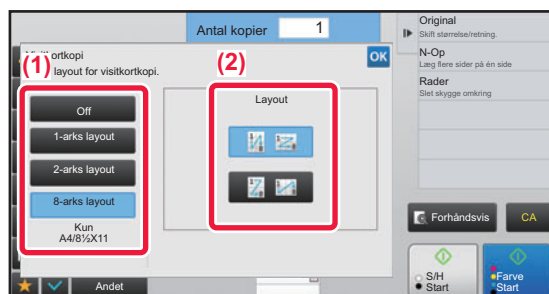 Antal kopier 1
OK
(1)
ortkopi
layout for visitkortkopi.
(2)
Off
1-arks layout
2-arks layout
8-arks layout
Kun
A4/8½X11
Layout
Original
Skift størrelse/retning.
N-Op
Læg flere sider på én side
Rader
Slet skygge omkring
Forhåndsvis
CA
S/H
Start
Farve
Start
Andet